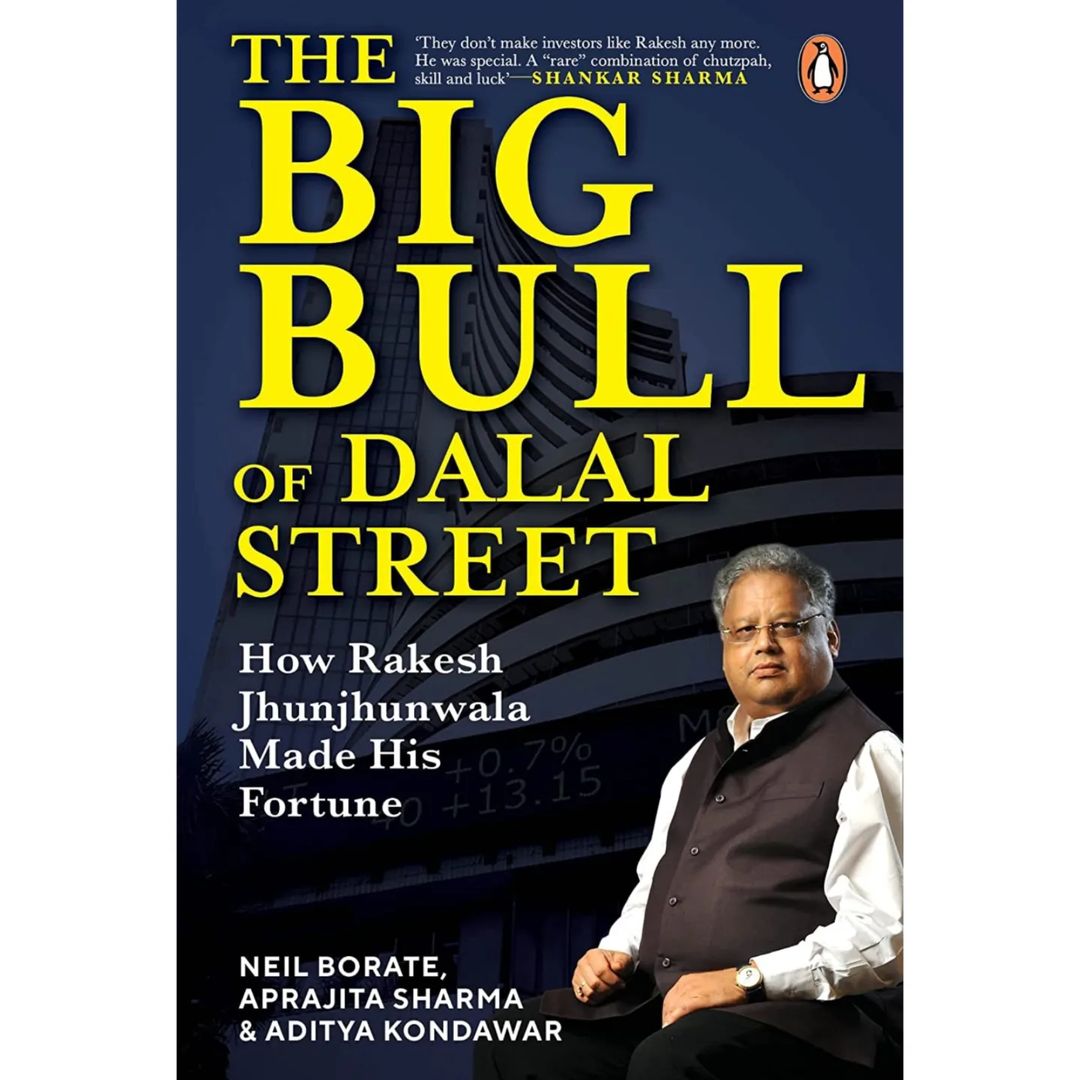 THE
‘They don’t make investors like Rakesh any more.
He was special. A “rare” combination of chutzpah,
skill and luck’—SHANKAR SHARMA
BIG
BULL
OF DALAL
STREET
How Rakesh
Jhunjhunwala
Made His
Fortune
+0.7%
+13.15
NEIL BORATE,
APRAJITA SHARMA
& ADITYA KONDAWAR